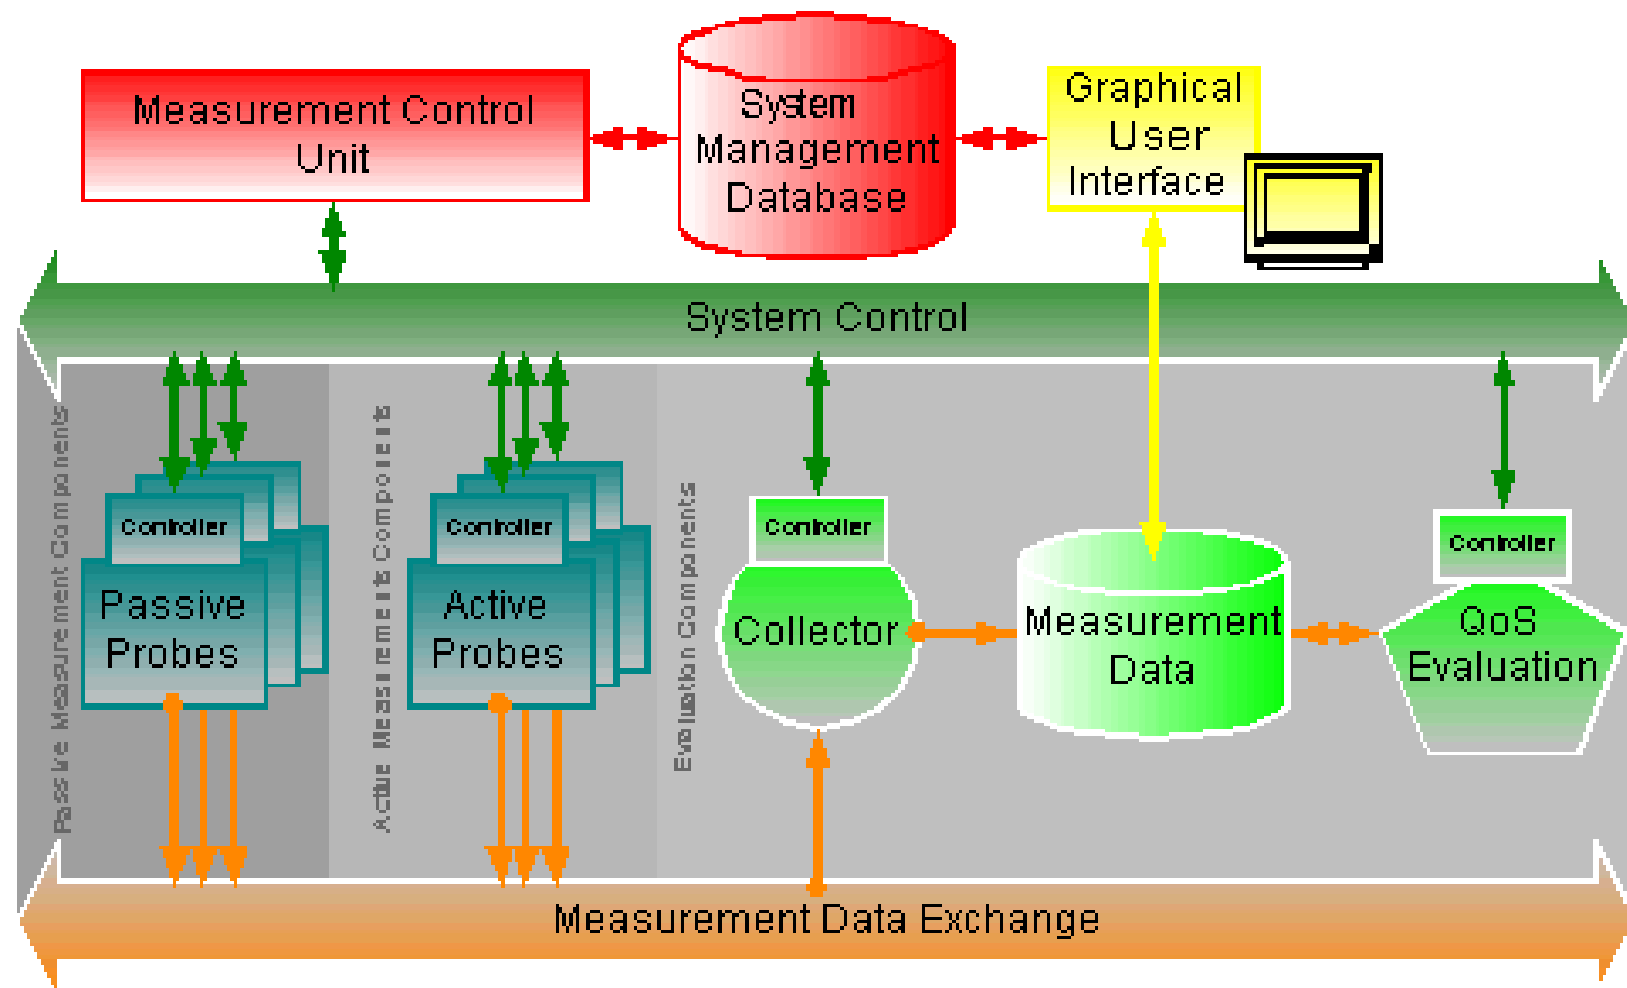 Measurement Control
Unit
System
Management
Database
Graphical
User
Interface
System Control
Passive Measurement Components
Controller
Passive
Probes
Active Measurement Components
Controller
Active
Probes
Evaluation Components
Controller
Collector
Measurement
Data
Controller
QoS
Evaluation
Measurement Data Exchange